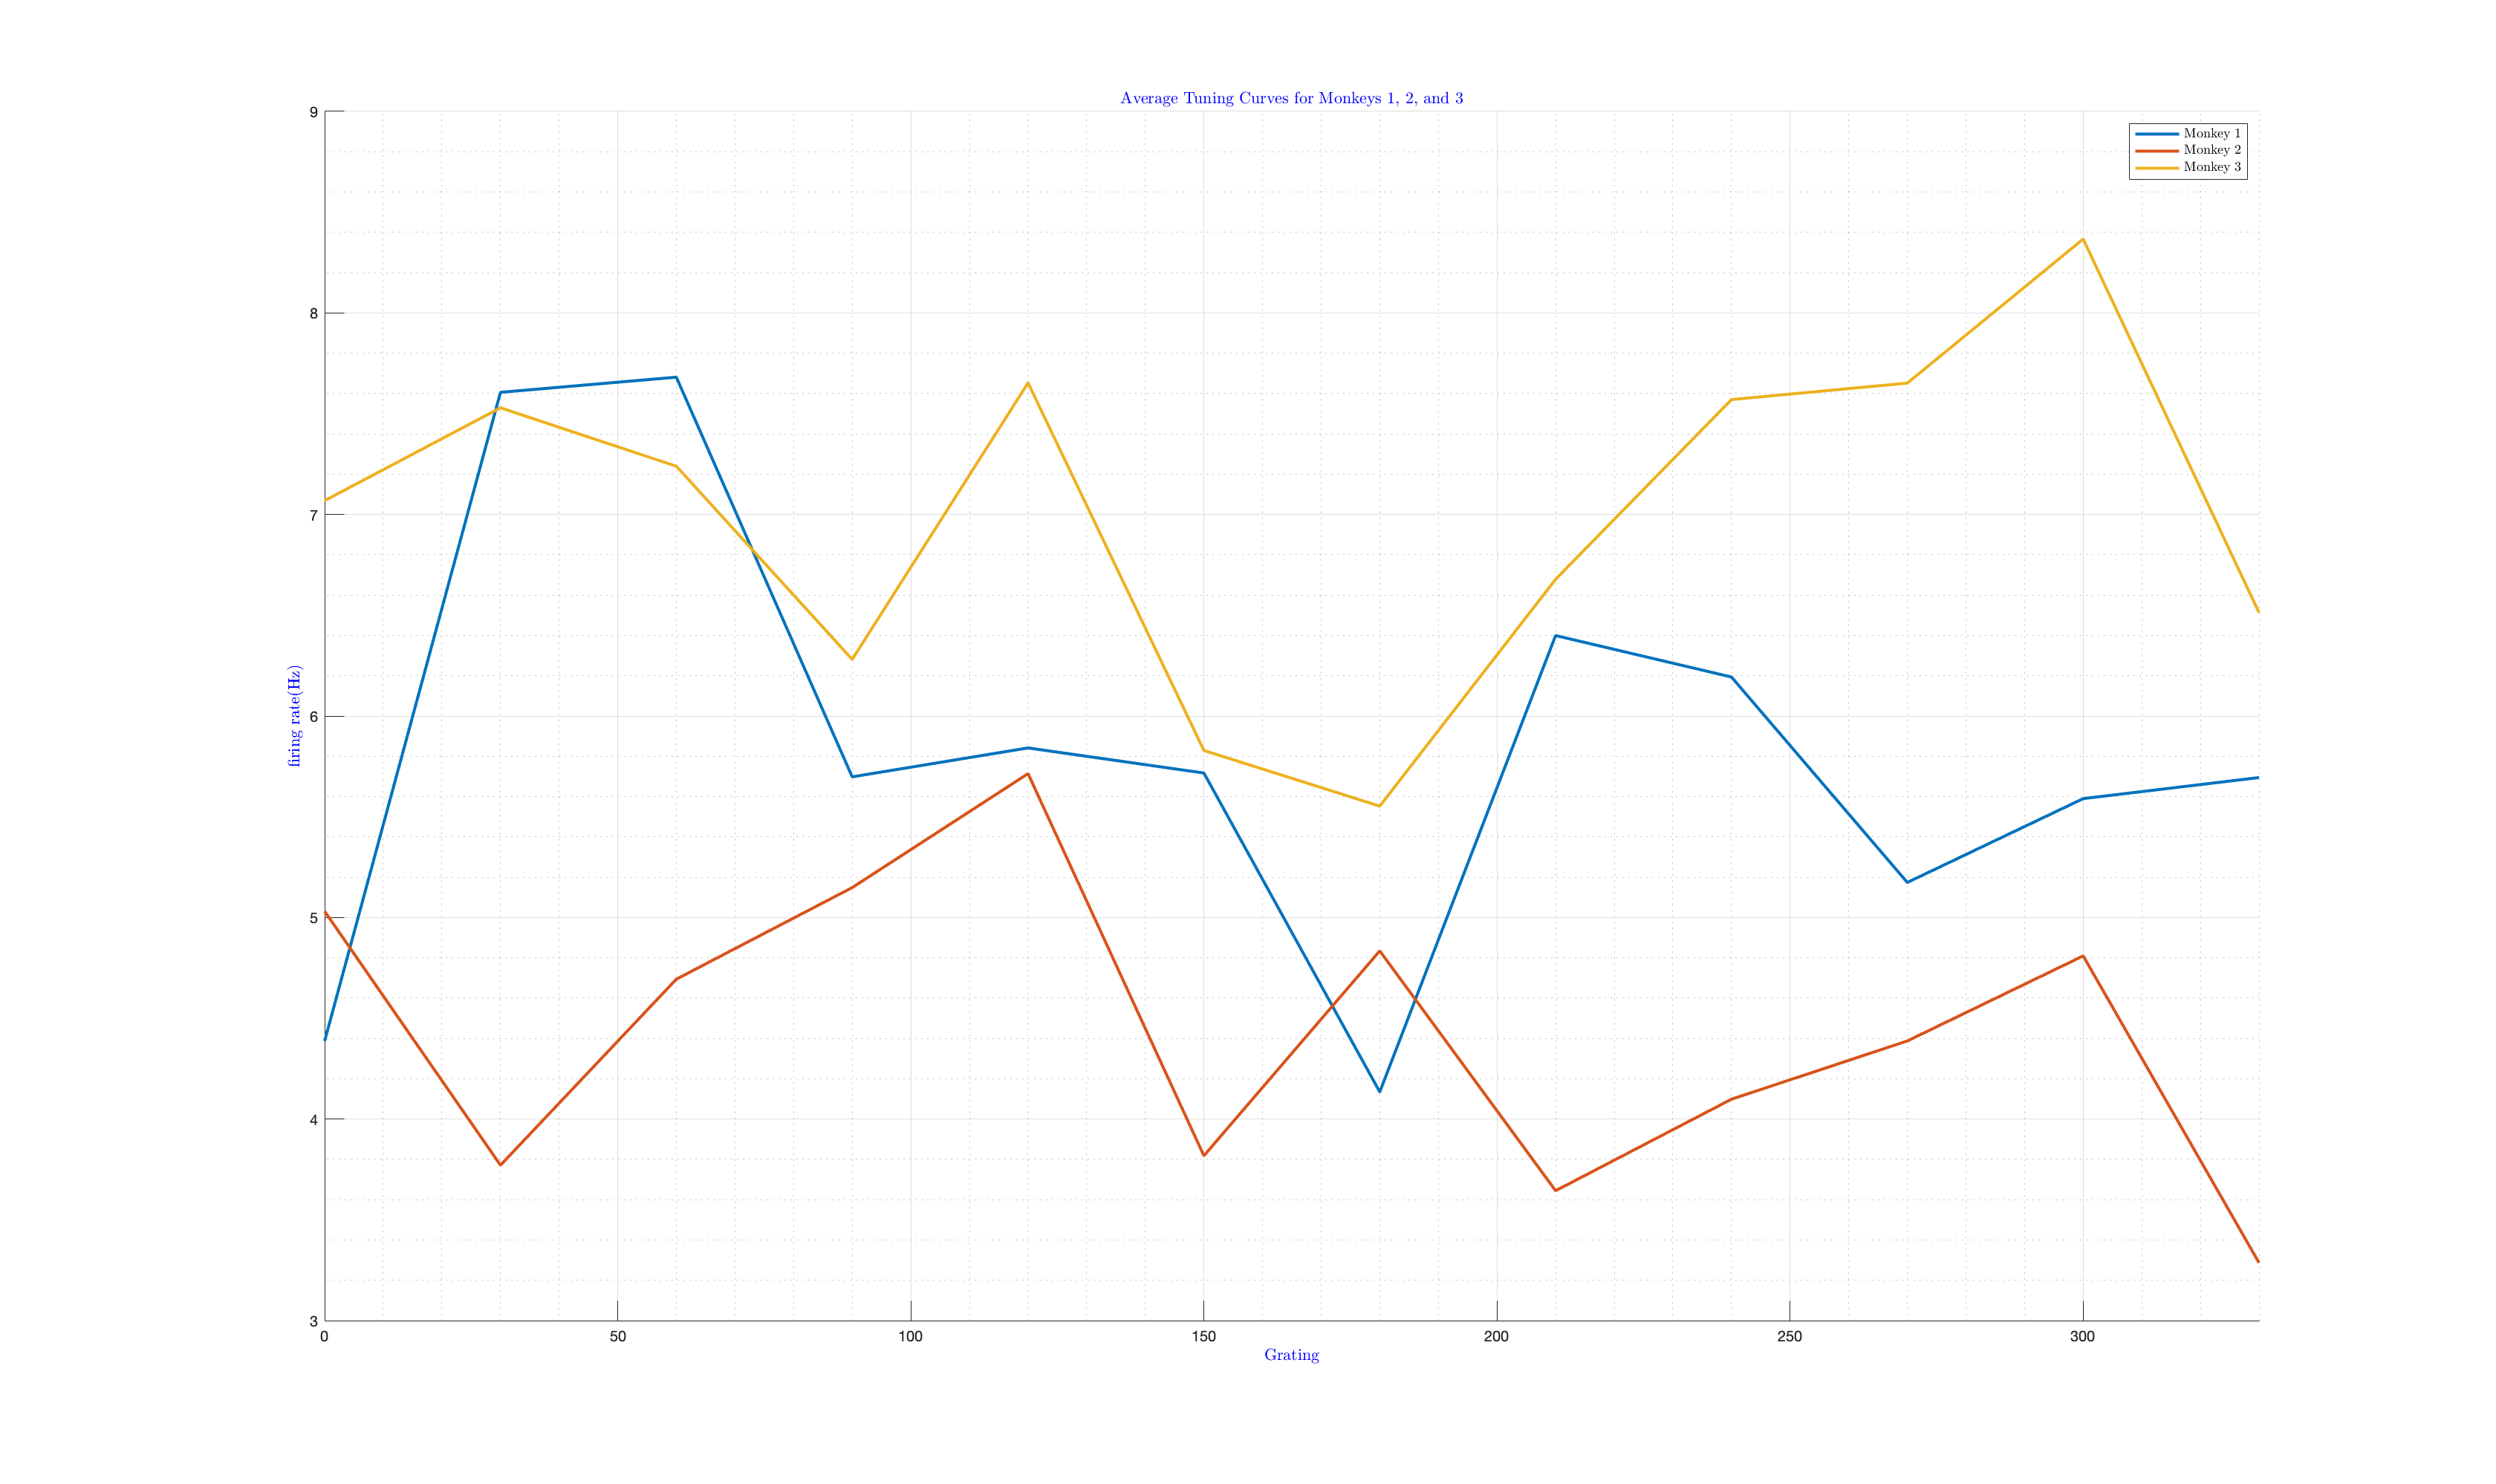 Average Tuning Curves for Monkeys 1, 2, and 3
Monkey 1
Monkey 2
Monkey 3
firing rate(Hz)
9
8
7
6
5
4
3
0 50 100 150 200 250 300
Grating